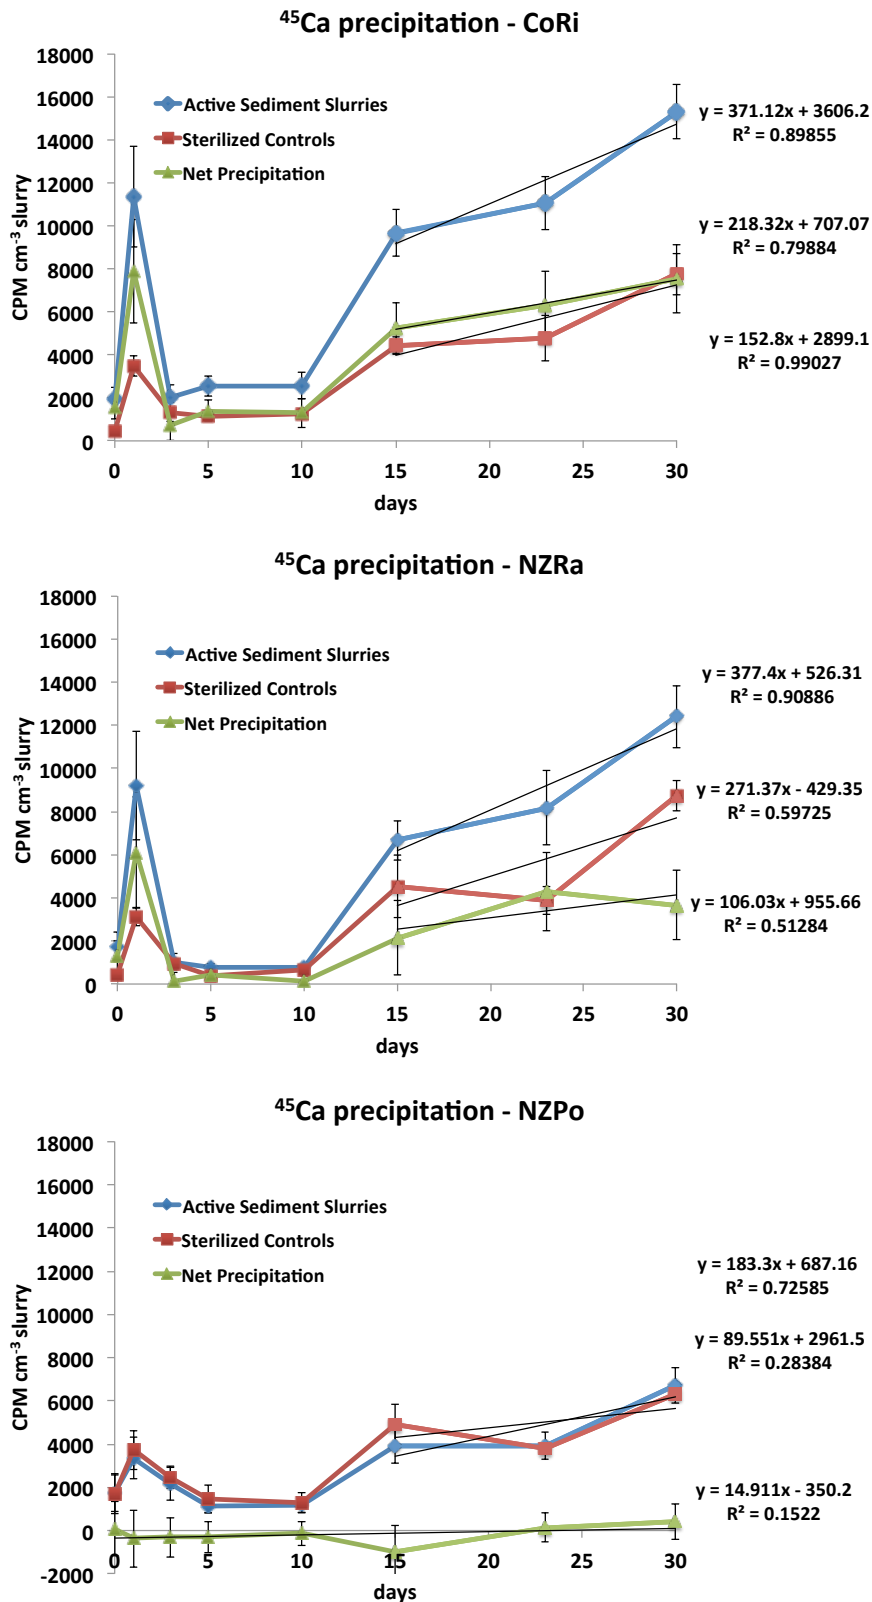 ⁴⁵Ca precipitation - CoRi
18000
16000
14000
12000
10000
8000
6000
4000
2000
0
CPM cm⁻³ slurry
Active Sediment Slurries
Sterilized Controls
Net Precipitation
y = 371.12x + 3606.2
R² = 0.89855
y = 218.32x + 707.07
R² = 0.79884
y = 152.8x + 2899.1
R² = 0.99027
0 5 10 15 20 25 30
days
⁴⁵Ca precipitation - NZRa
18000
16000
14000
12000
10000
8000
6000
4000
2000
0
CPM cm⁻³ slurry
Active Sediment Slurries
Sterilized Controls
Net Precipitation
y = 377.4x + 526.31
R² = 0.90886
y = 271.37x - 429.35
R² = 0.59725
y = 106.03x + 955.66
R² = 0.51284
0 5 10 15 20 25 30
days
⁴⁵Ca precipitation - NZPo
18000
16000
14000
12000
10000
8000
6000
4000
2000
0
-2000
CPM cm⁻³ slurry
Active Sediment Slurries
Sterilized Controls
Net Precipitation
y = 183.3x + 687.16
R² = 0.72585
y = 89.551x + 2961.5
R² = 0.28384
y = 14.911x - 350.2
R² = 0.1522
0 5 10 15 20 25 30
days